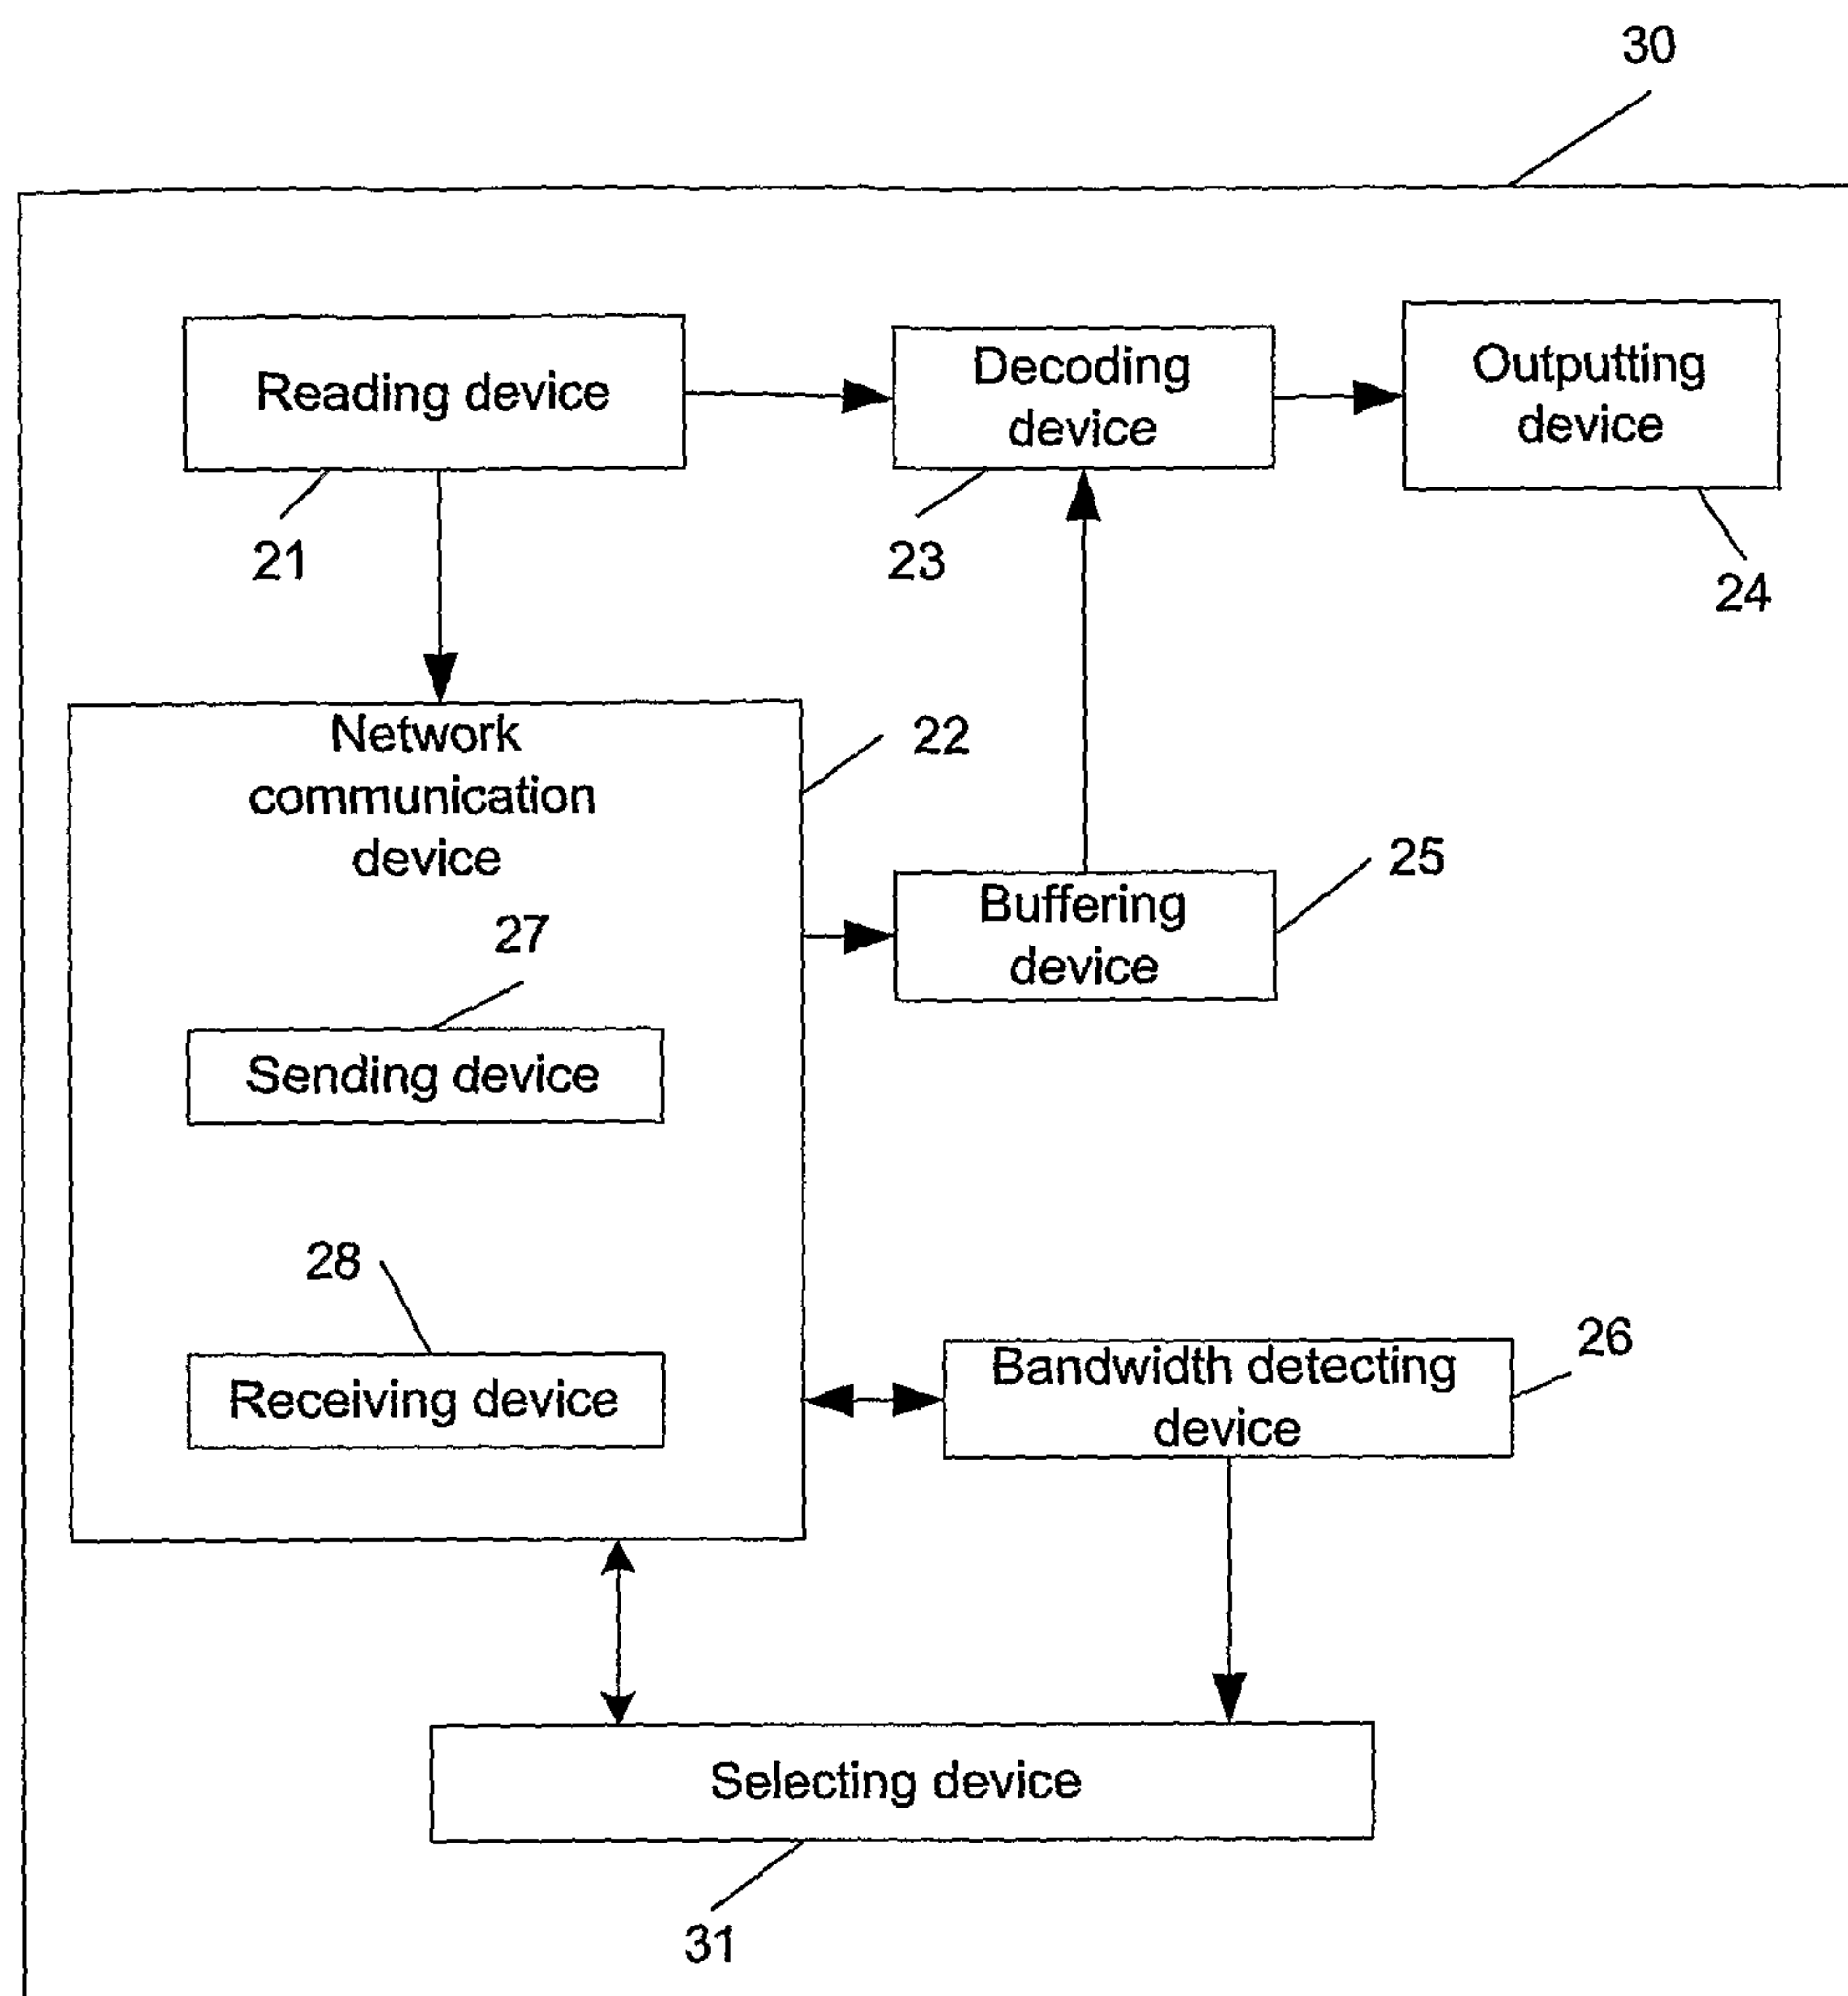 30
Reading device
Decoding
device
Outputting
device
21
23
24
Network
communication
device
22
25
Buffering
device
27
Sending device
28
Receiving device
26
Bandwidth detecting
device
Selecting device
31